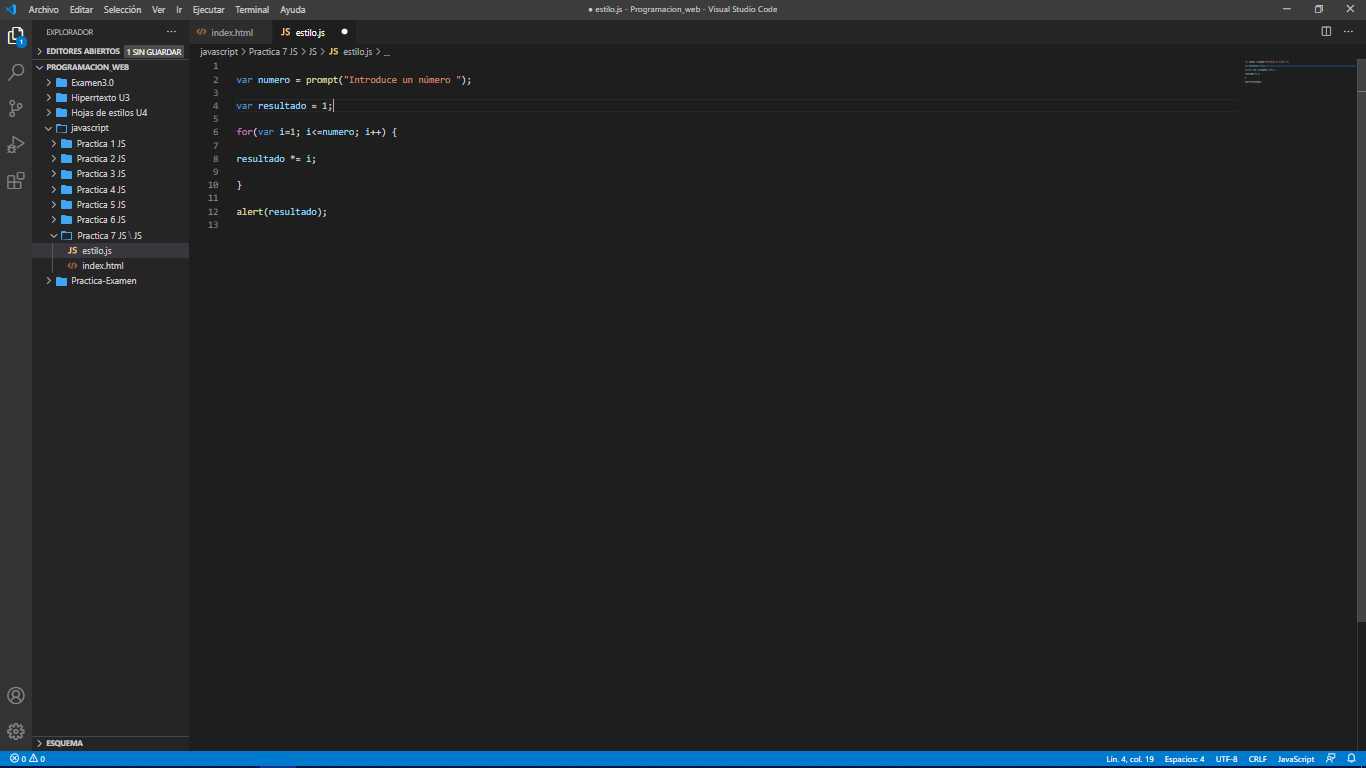 Archivo Editar Selección Ver Ir Ejecutar Terminal Ayuda
● estilo.js - Programacion_web - Visual Studio Code
EXPLORADOR ···
EDITORES ABIERTOS 1 SIN GUARDAR
PROGRAMACION_WEB
Examen3.0
Hiperrtexto U3
Hojas de estilos U4
javascript
Practica 1 JS
Practica 2 JS
Practica 3 JS
Practica 4 JS
Practica 5 JS
Practica 6 JS
Practica 7 JS \ JS
JS estilo.js
<> index.html
Practica-Examen
ESQUEMA
1
<> index.html
JS estilo.js ●
javascript > Practica 7 JS > JS > JS estilo.js > ...
1
2 var numero = prompt("Introduce un número ");
3
4 var resultado = 1;
5
6 for(var i=1; i<=numero; i++) {
7
8 resultado *= i;
9
10 }
11
12 alert(resultado);
13
0 0
Lín. 4, col. 19 Espacios: 4 UTF-8 CRLF JavaScript